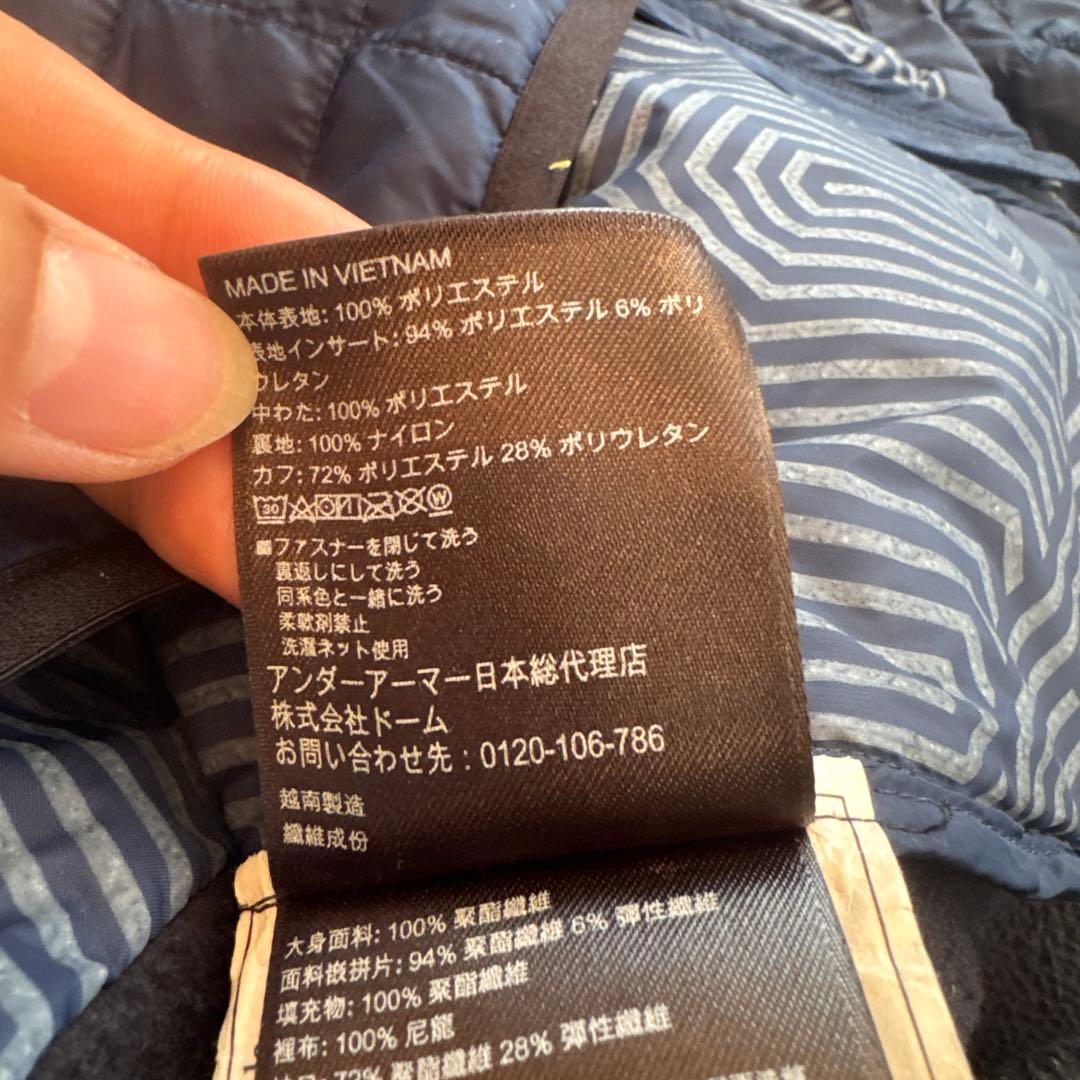 MADE IN VIETNAM
本体表地: 100% ポリエステル
表地インサート: 94% ポリエステル 6% ポリ
ウレタン
中わた: 100% ポリエステル
裏地: 100% ナイロン
カフ: 72% ポリエステル 28% ポリウレタン
30 W
■ファスナーを閉じて洗う
裏返しにして洗う
同系色と一緒に洗う
柔軟剤禁止
洗濯ネット使用
アンダーアーマー日本総代理店
株式会社ドーム
お問い合わせ先 : 0120-106-786
越南製造
纖維成份
大身面料: 100% 聚酯纖維
面料嵌拼片: 94% 聚酯纖維 6% 彈性纖維
填充物: 100% 聚酯纖維
裡布: 100% 尼龍
72% 聚酯纖維 28% 彈性纖維